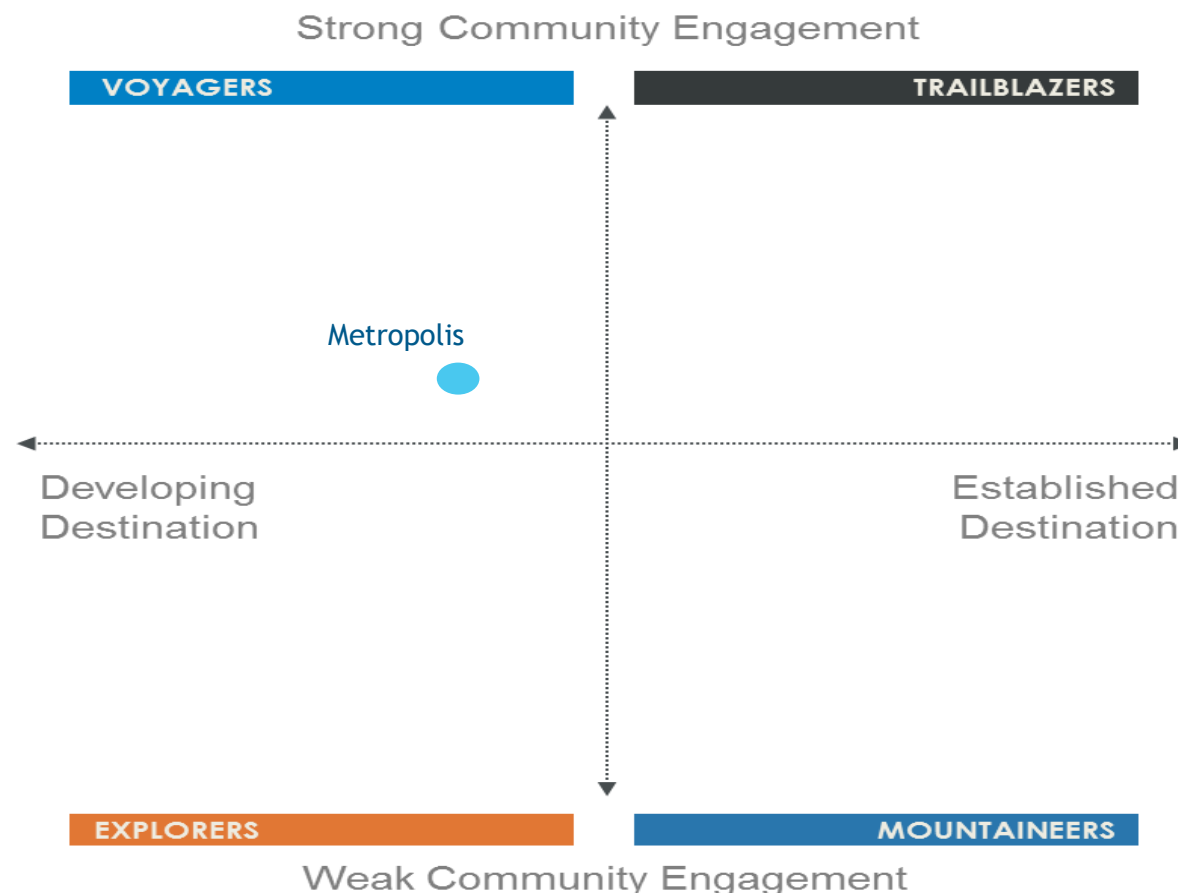 Strong Community Engagement
VOYAGERS
TRAILBLAZERS
Metropolis
Developing
Destination
Established
Destination
EXPLORERS
MOUNTAINEERS
Weak Community Engagement